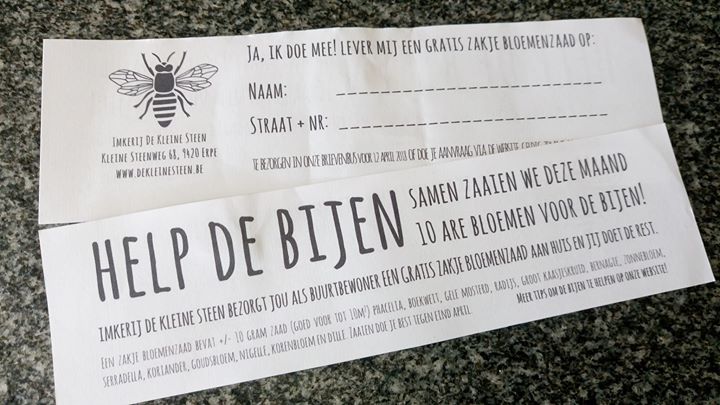 JA, IK DOE MEE! LEVER MIJ EEN GRATIS ZAKJE BLOEMENZAAD OP:
NAAM: _ _ _ _ _ _ _ _ _ _ _ _ _ _ _ _ _ _ _ _ _ _
STRAAT + NR: _ _ _ _ _ _ _ _ _ _ _ _ _ _ _ _ _ _ _ _ _ _
IMKERIJ DE KLEINE STEEN
KLEINE STEENWEG 68, 9420 ERPE
WWW.DEKLEINESTEEN.BE
TE BEZORGEN IN ONZE BRIEVENBUS VOOR 12 APRIL 2018 OF DOE JE AANVRAAG VIA DE WEBSITE
HELP DE BIJEN
SAMEN ZAAIEN WE DEZE MAAND
10 ARE BLOEMEN VOOR DE BIJEN!
IMKERIJ DE KLEINE STEEN BEZORGT JOU ALS BUURTBEWONER EEN GRATIS ZAKJE BLOEMENZAAD AAN HUIS EN JIJ DOET DE REST.
EEN ZAKJE BLOEMENZAAD BEVAT +/- 10 GRAM ZAAD (GOED VOOR TOT 10M²) PHACELIA, BOEKWEIT, GELE MOSTERD, RADIJS, GROOT KAASJESKRUID, BERNAGIE, ZONNEBLOEM,
SERRADELLA, KORIANDER, GOUDSBLOEM, NIGELLE, KORENBLOEM EN DILLE. ZAAIEN DOE JE BEST TEGEN EIND APRIL.
MEER TIPS OM DE BIJEN TE HELPEN OP ONZE WEBSITE!